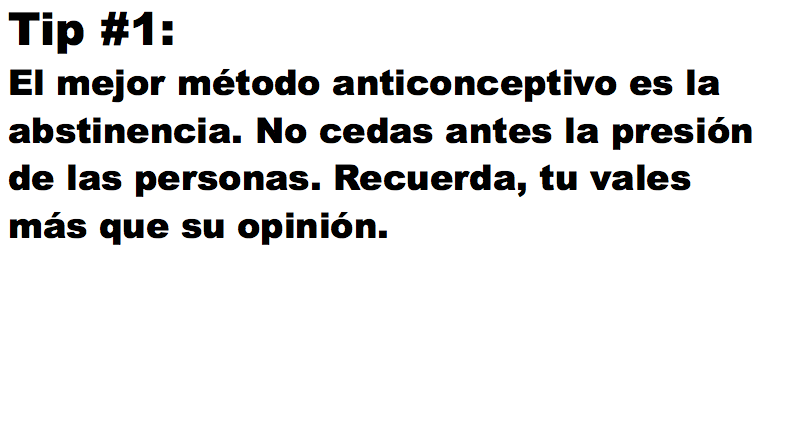 Tip #1:
El mejor método anticonceptivo es la
abstinencia. No cedas antes la presión
de las personas. Recuerda, tu vales
más que su opinión.